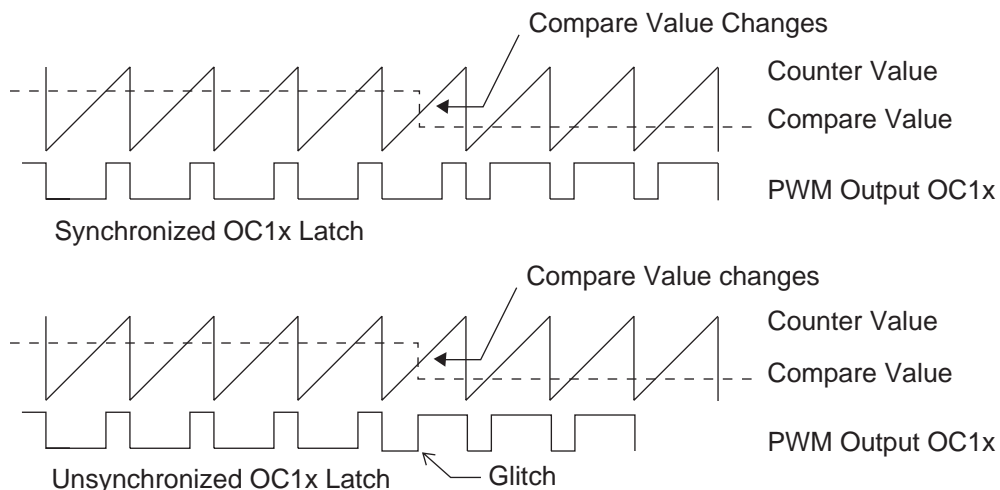 Compare Value Changes
Counter Value
Compare Value
PWM Output OC1x
Synchronized OC1x Latch
Compare Value changes
Counter Value
Compare Value
PWM Output OC1x
Unsynchronized OC1x Latch
Glitch